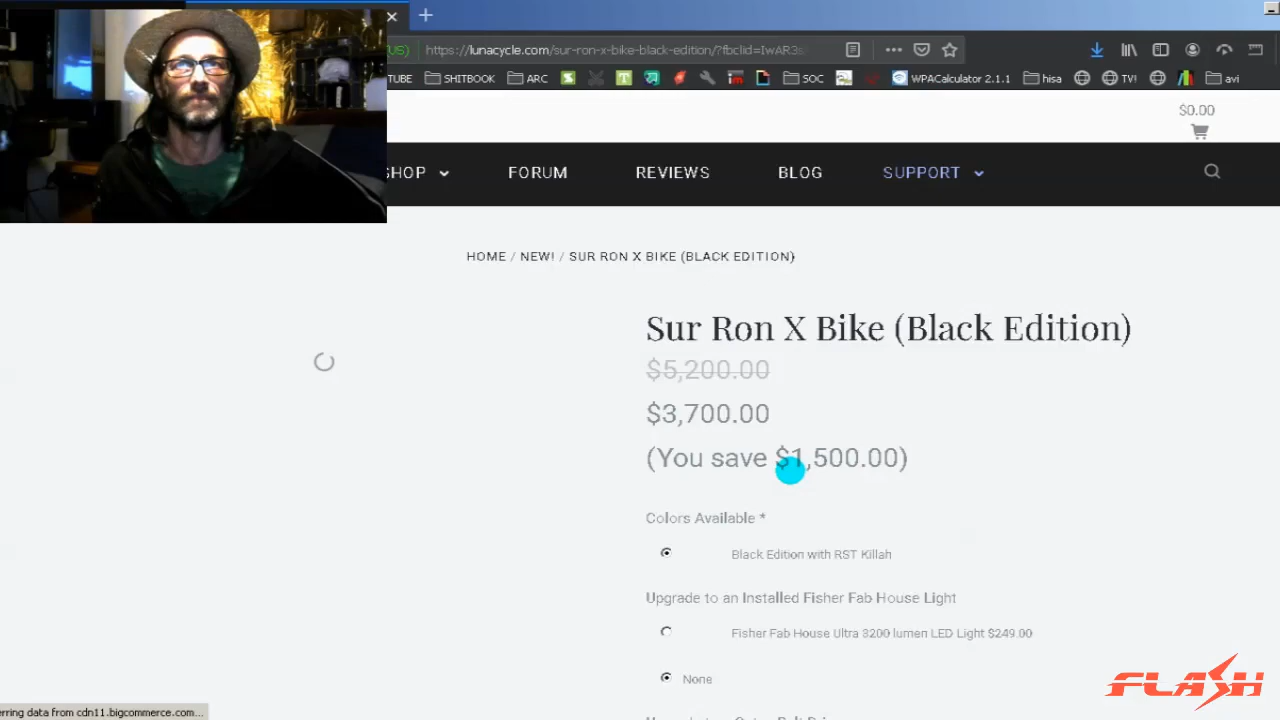 (US) https://lunacycle.com/sur-ron-x-bike-black-edition/?fbclid=IwAR3s
TUBE SHITBOOK ARC SOC WPACalculator 2.1.1 hisa TV! avi
$0.00
SHOP FORUM REVIEWS BLOG SUPPORT
HOME / NEW! / SUR RON X BIKE (BLACK EDITION)
Sur Ron X Bike (Black Edition)
$5,200.00
$3,700.00
(You save $1,500.00)
Colors Available *
Black Edition with RST Killah
Upgrade to an Installed Fisher Fab House Light
Fisher Fab House Ultra 3200 lumen LED Light $249.00
None
erring data from cdn11.bigcommerce.com...
FLASH